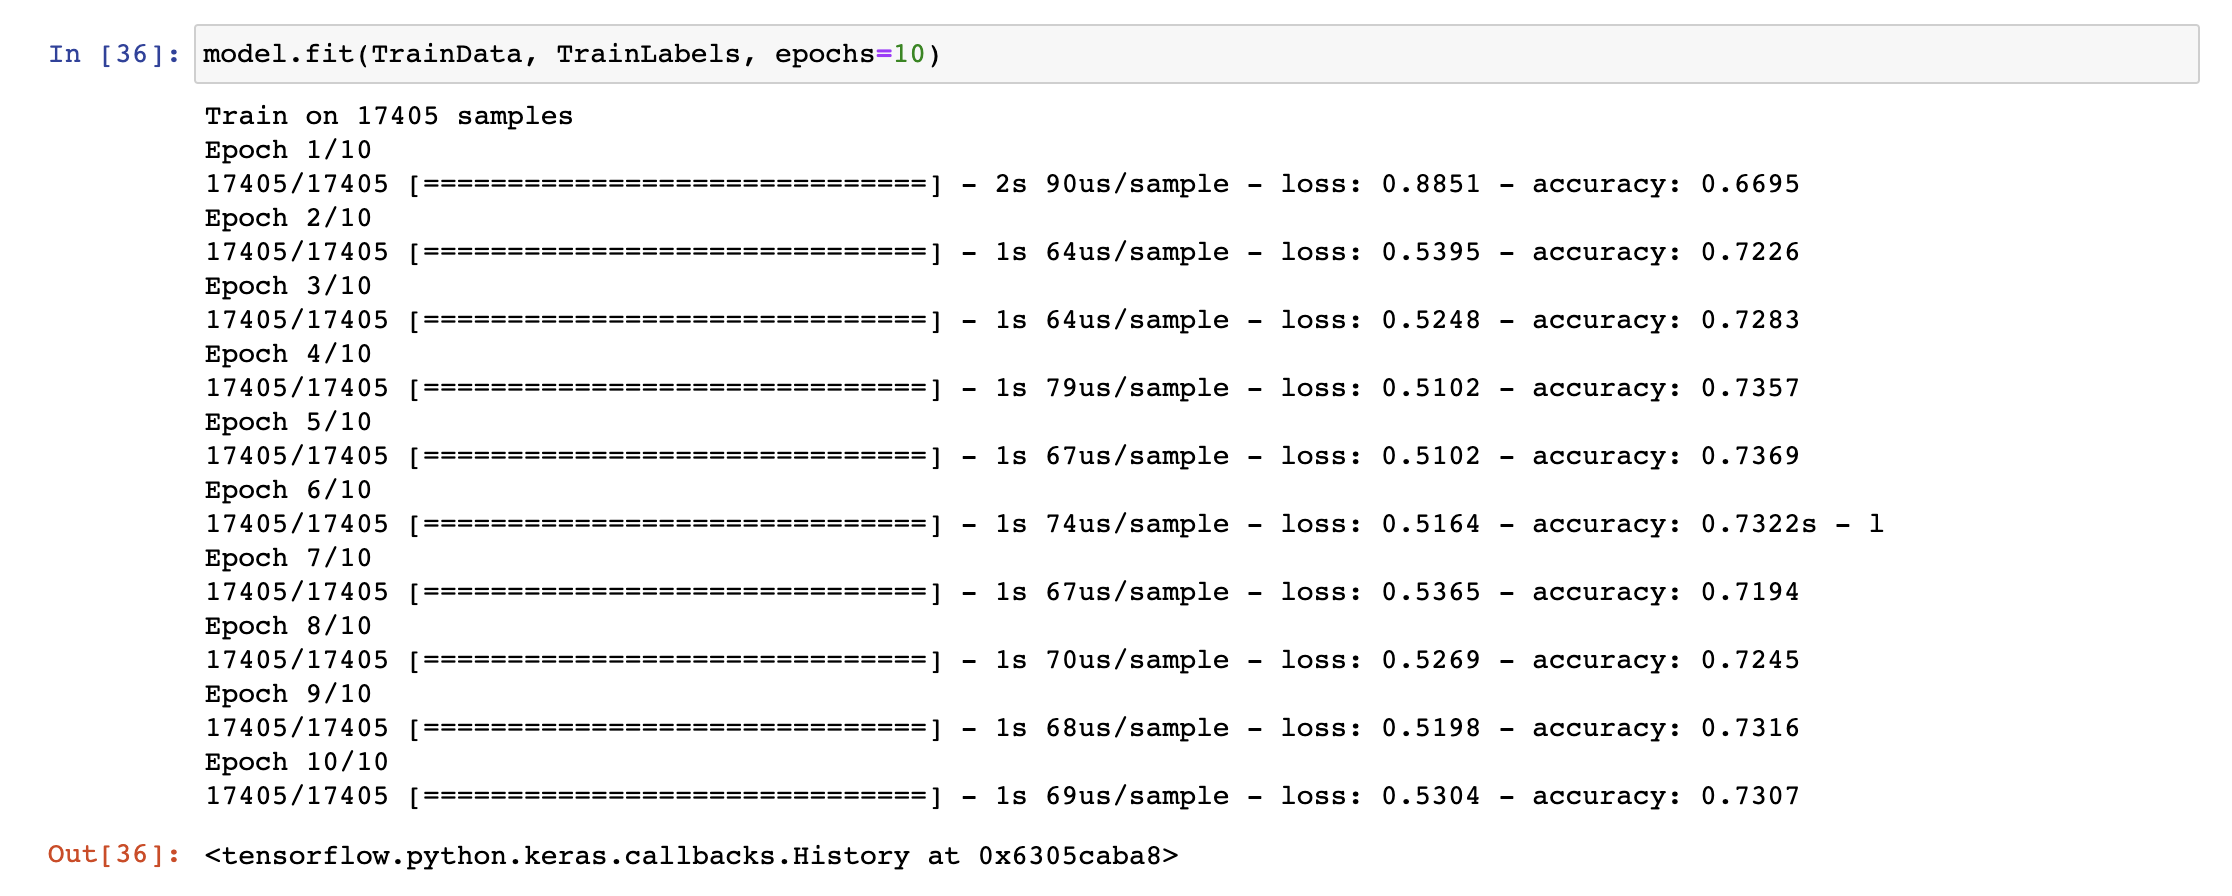 In [36]: model.fit(TrainData, TrainLabels, epochs=10)
Train on 17405 samples
Epoch 1/10
17405/17405 [==============================] - 2s 90us/sample - loss: 0.8851 - accuracy: 0.6695
Epoch 2/10
17405/17405 [==============================] - 1s 64us/sample - loss: 0.5395 - accuracy: 0.7226
Epoch 3/10
17405/17405 [==============================] - 1s 64us/sample - loss: 0.5248 - accuracy: 0.7283
Epoch 4/10
17405/17405 [==============================] - 1s 79us/sample - loss: 0.5102 - accuracy: 0.7357
Epoch 5/10
17405/17405 [==============================] - 1s 67us/sample - loss: 0.5102 - accuracy: 0.7369
Epoch 6/10
17405/17405 [==============================] - 1s 74us/sample - loss: 0.5164 - accuracy: 0.7322s - l
Epoch 7/10
17405/17405 [==============================] - 1s 67us/sample - loss: 0.5365 - accuracy: 0.7194
Epoch 8/10
17405/17405 [==============================] - 1s 70us/sample - loss: 0.5269 - accuracy: 0.7245
Epoch 9/10
17405/17405 [==============================] - 1s 68us/sample - loss: 0.5198 - accuracy: 0.7316
Epoch 10/10
17405/17405 [==============================] - 1s 69us/sample - loss: 0.5304 - accuracy: 0.7307
Out[36]: <tensorflow.python.keras.callbacks.History at 0x6305caba8>